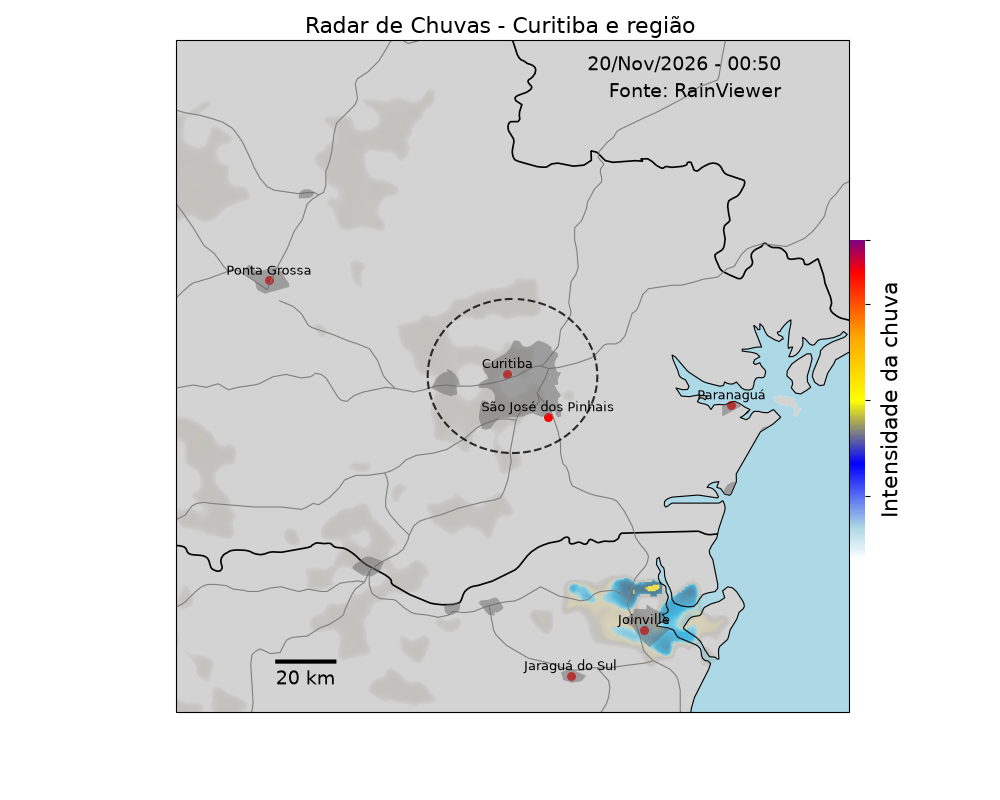 Radar de Chuvas - Curitiba e região
20/Nov/2026 - 00:50
Fonte: RainViewer
Ponta Grossa
Curitiba
São José dos Pinhais
Paranaguá
Intensidade da chuva
Joinville
Jaraguá do Sul
20 km